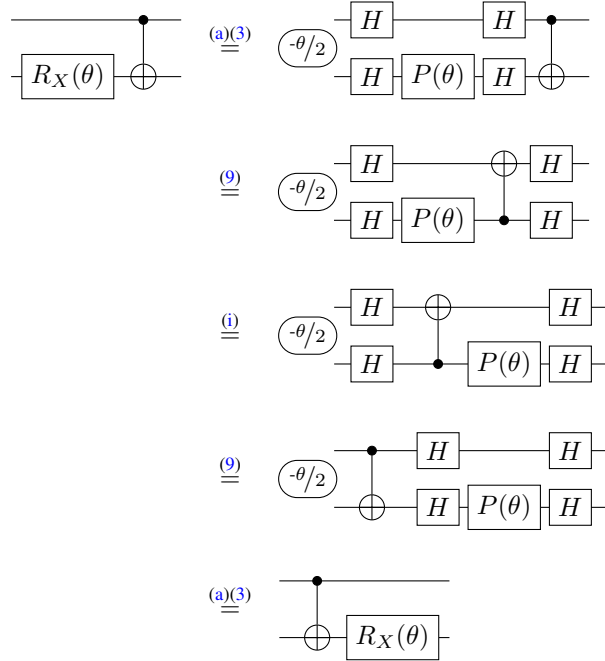 (a)(3) = -θ/2 H H
R_X(θ) H P(θ) H
(9) = -θ/2 H H
H P(θ) H
(i) = -θ/2 H H
H P(θ) H
(9) = -θ/2 H H
H P(θ) H
(a)(3) =
R_X(θ)